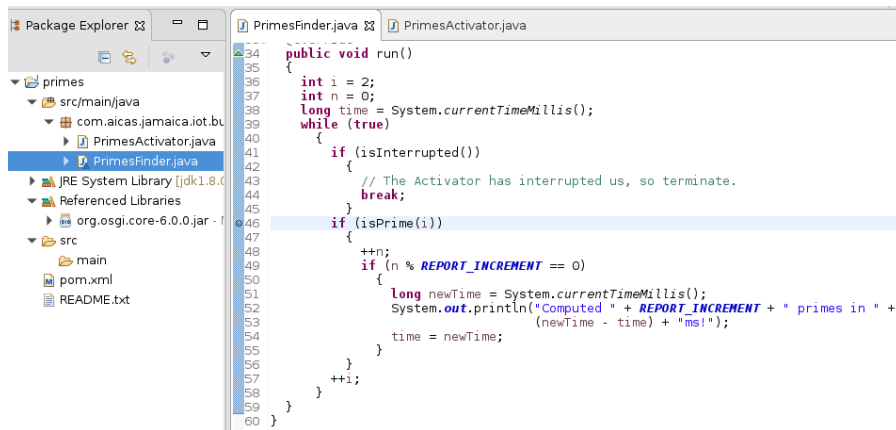 Package Explorer
primes
src/main/java
com.aicas.jamaica.iot.bu
PrimesActivator.java
PrimesFinder.java
JRE System Library [jdk1.8.0
Referenced Libraries
org.osgi.core-6.0.0.jar -
src
main
pom.xml
README.txt
PrimesFinder.java
PrimesActivator.java
34 public void run()
35 {
36 int i = 2;
37 int n = 0;
38 long time = System.currentTimeMillis();
39 while (true)
40 {
41 if (isInterrupted())
42 {
43 // The Activator has interrupted us, so terminate.
44 break;
45 }
46 if (isPrime(i))
47 {
48 ++n;
49 if (n % REPORT_INCREMENT == 0)
50 {
51 long newTime = System.currentTimeMillis();
52 System.out.println("Computed " + REPORT_INCREMENT + " primes in " +
53 (newTime - time) + "ms!");
54 time = newTime;
55 }
56 }
57 ++i;
58 }
59 }
60 }